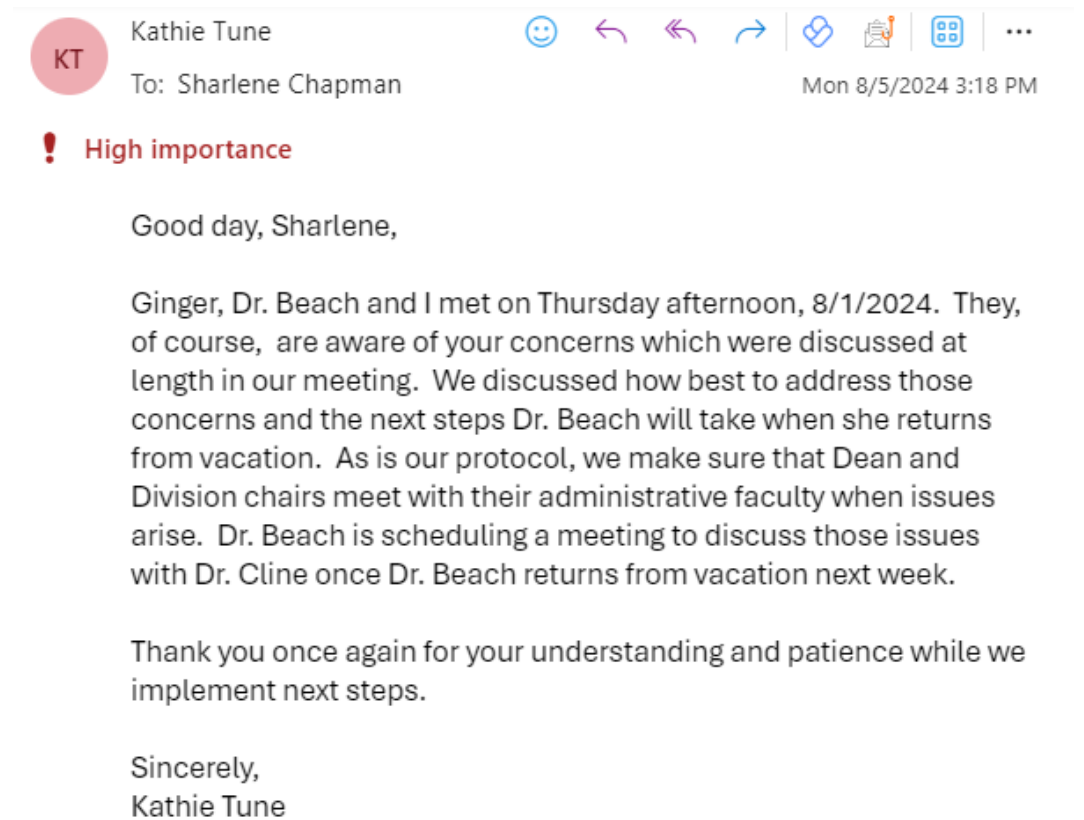 Kathie Tune
KT
To: Sharlene Chapman
Mon 8/5/2024 3:18 PM
High importance
Good day, Sharlene,
Ginger, Dr. Beach and I met on Thursday afternoon, 8/1/2024.  They,
of course,  are aware of your concerns which were discussed at
length in our meeting.  We discussed how best to address those
concerns and the next steps Dr. Beach will take when she returns
from vacation.  As is our protocol, we make sure that Dean and
Division chairs meet with their administrative faculty when issues
arise.  Dr. Beach is scheduling a meeting to discuss those issues
with Dr. Cline once Dr. Beach returns from vacation next week.
Thank you once again for your understanding and patience while we
implement next steps.
Sincerely,
Kathie Tune